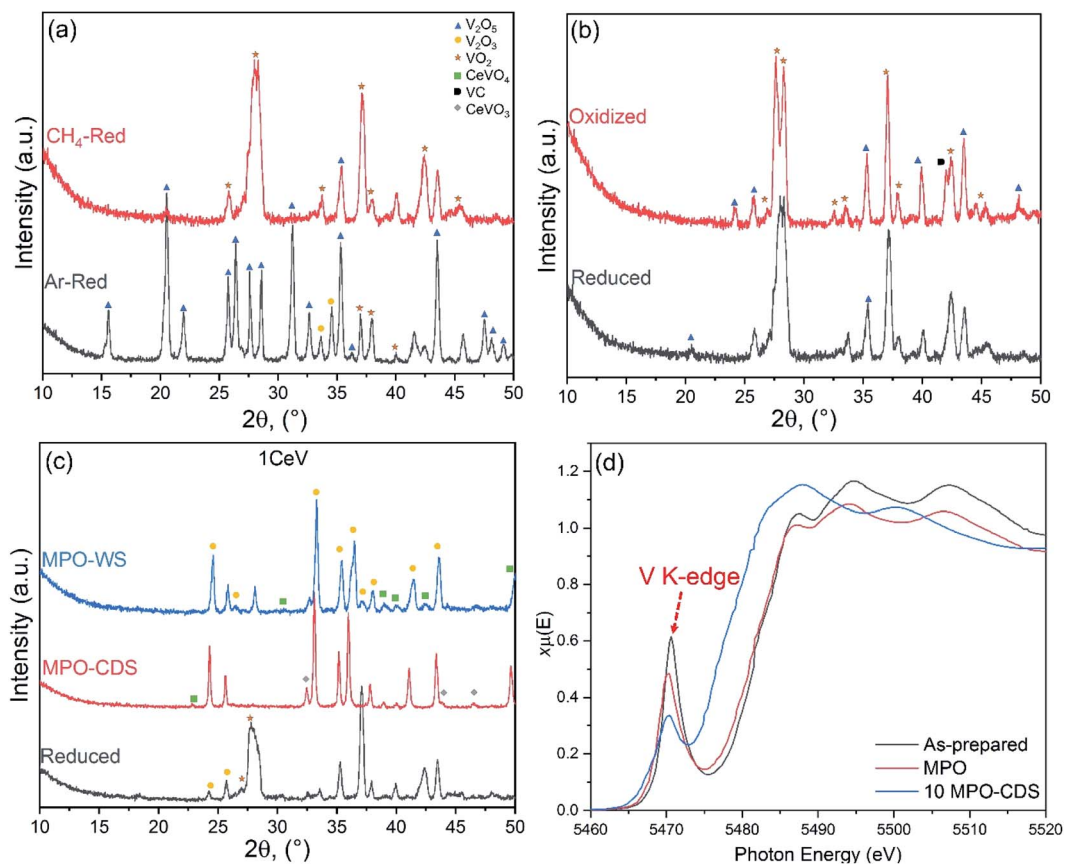 (a)
V₂O₅
V₂O₃
VO₂
CeVO₄
VC
CeVO₃
CH₄-Red
Ar-Red
Intensity (a.u.)
10 15 20 25 30 35 40 45 50
2θ, (°)
(b)
Oxidized
Reduced
Intensity (a.u.)
10 15 20 25 30 35 40 45 50
2θ, (°)
(c)
1CeV
MPO-WS
MPO-CDS
Reduced
Intensity (a.u.)
10 15 20 25 30 35 40 45 50
2θ, (°)
(d)
V K-edge
As-prepared
MPO
10 MPO-CDS
xμ(E)
1.2
1.0
0.8
0.6
0.4
0.2
0.0
5460 5470 5480 5490 5500 5510 5520
Photon Energy (eV)